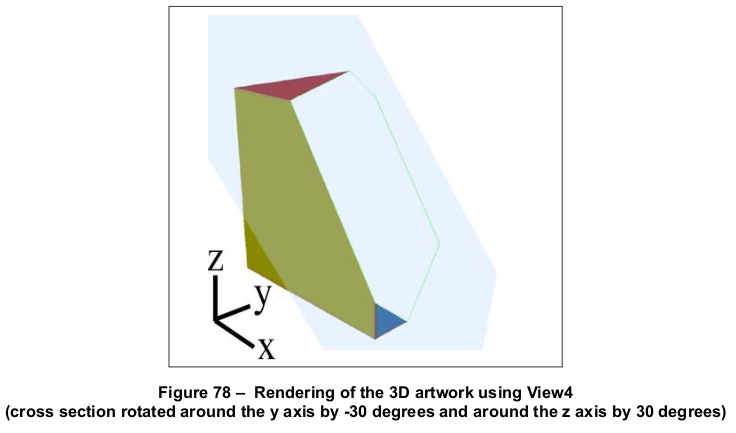 z
y
x
Figure 78 – Rendering of the 3D artwork using View4
(cross section rotated around the y axis by -30 degrees and around the z axis by 30 degrees)